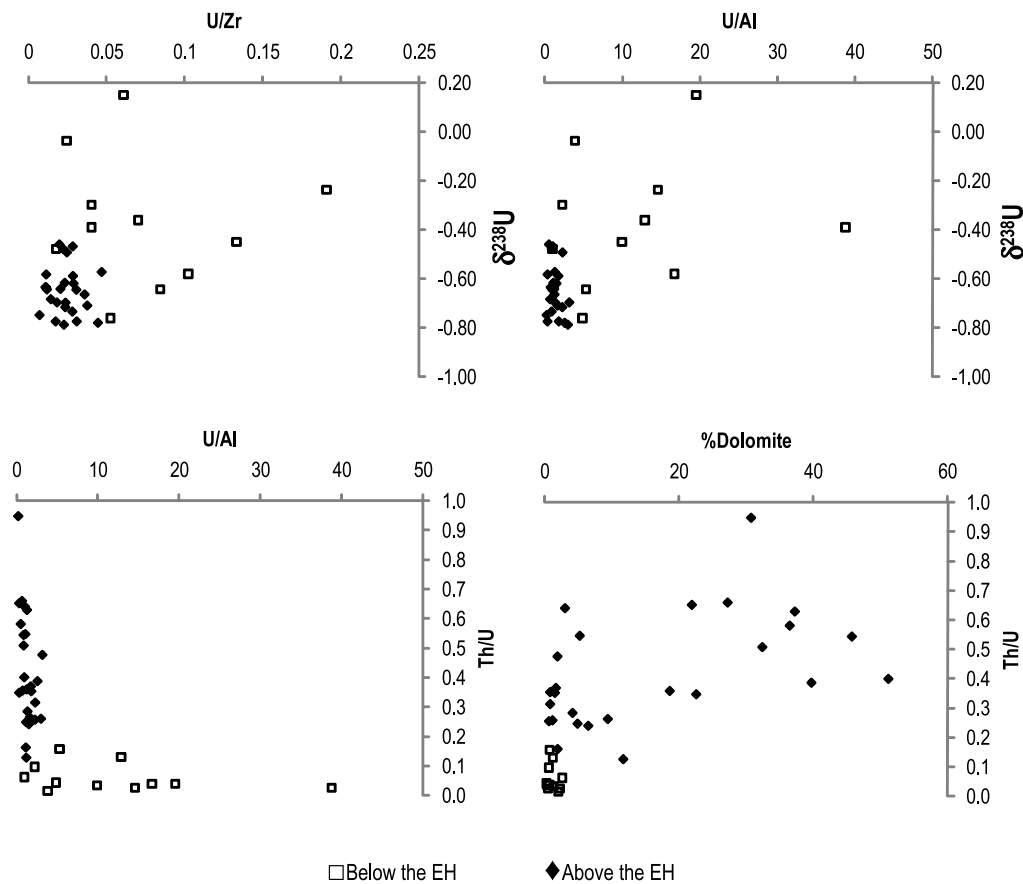 U/Zr
0 0.05 0.1 0.15 0.2 0.25
0.20
0.00
-0.20
-0.40
-0.60
-0.80
-1.00
δ238U
U/Al
0 10 20 30 40 50
0.20
0.00
-0.20
-0.40
-0.60
-0.80
-1.00
δ238U
U/Al
0 10 20 30 40 50
1.0
0.9
0.8
0.7
0.6
0.5
0.4
0.3
0.2
0.1
0.0
Th/U
%Dolomite
0 20 40 60
1.0
0.9
0.8
0.7
0.6
0.5
0.4
0.3
0.2
0.1
0.0
Th/U
Below the EH
Above the EH